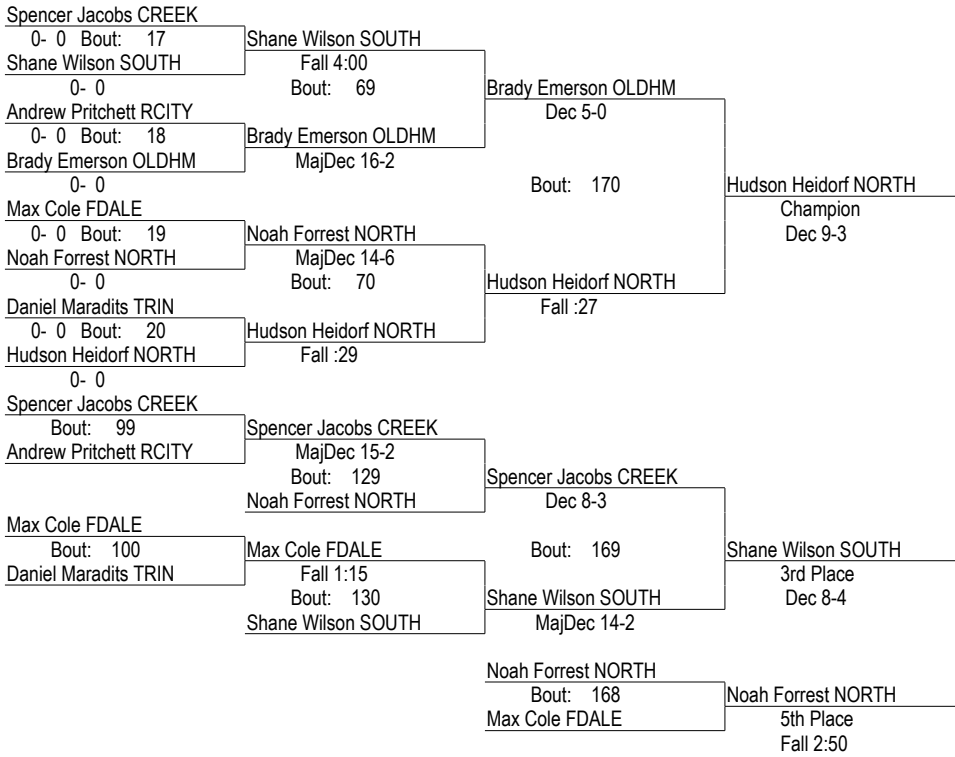 Spencer Jacobs CREEK
0- 0 Bout: 17 Shane Wilson SOUTH
Shane Wilson SOUTH Fall 4:00
0- 0 Bout: 69 Brady Emerson OLDHM
Andrew Pritchett RCITY Dec 5-0
0- 0 Bout: 18 Brady Emerson OLDHM
Brady Emerson OLDHM MajDec 16-2
0- 0 Bout: 170 Hudson Heidorf NORTH
Max Cole FDALE Champion
0- 0 Bout: 19 Noah Forrest NORTH Dec 9-3
Noah Forrest NORTH MajDec 14-6
0- 0 Bout: 70 Hudson Heidorf NORTH
Daniel Maradits TRIN Fall :27
0- 0 Bout: 20 Hudson Heidorf NORTH
Hudson Heidorf NORTH Fall :29
0- 0
Spencer Jacobs CREEK
Bout: 99 Spencer Jacobs CREEK
Andrew Pritchett RCITY MajDec 15-2
Bout: 129 Spencer Jacobs CREEK
Noah Forrest NORTH Dec 8-3
Max Cole FDALE
Bout: 100 Max Cole FDALE Bout: 169 Shane Wilson SOUTH
Daniel Maradits TRIN Fall 1:15 3rd Place
Bout: 130 Shane Wilson SOUTH Dec 8-4
Shane Wilson SOUTH MajDec 14-2
Noah Forrest NORTH
Bout: 168 Noah Forrest NORTH
Max Cole FDALE 5th Place
Fall 2:50